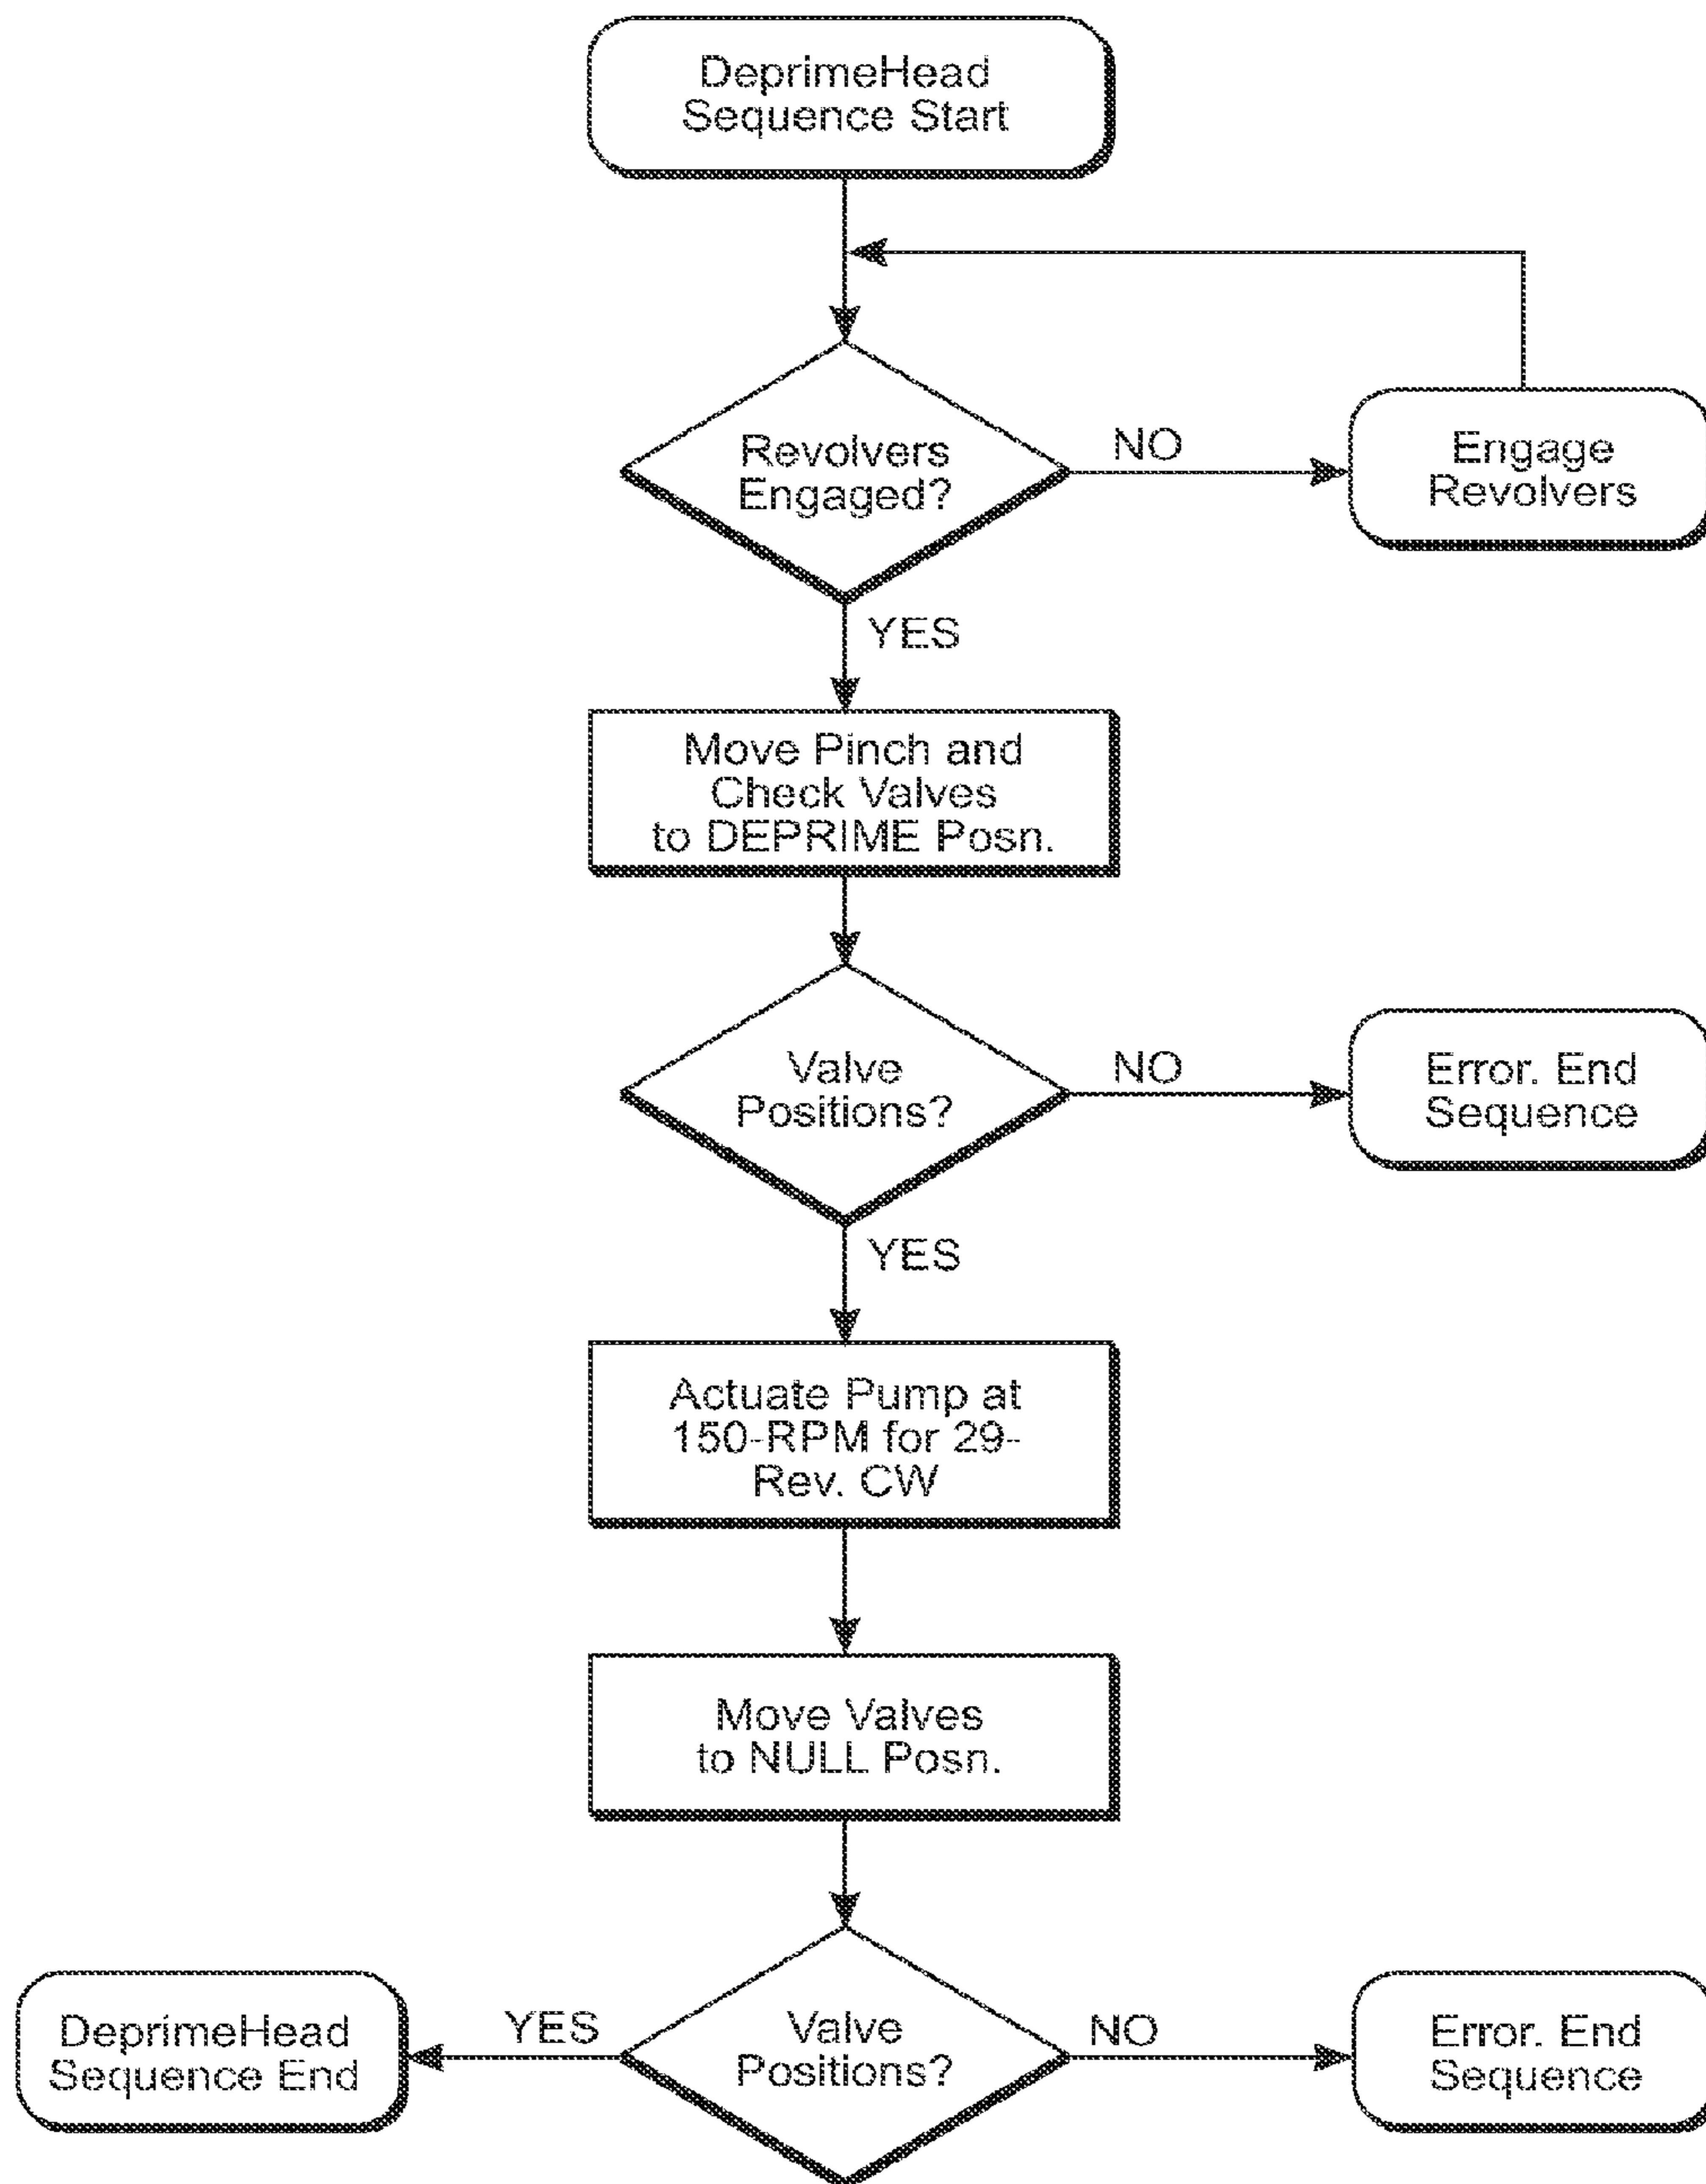 DeprimeHead
Sequence Start
Revolvers
Engaged?
NO
Engage
Revolvers
YES
Move Pinch and
Check Valves
to DEPRIME Posn.
Valve
Positions?
NO
Error. End
Sequence
YES
Actuate Pump at
150-RPM for 29-
Rev. CW
Move Valves
to NULL Posn.
DeprimeHead
Sequence End
YES
Valve
Positions?
NO
Error. End
Sequence